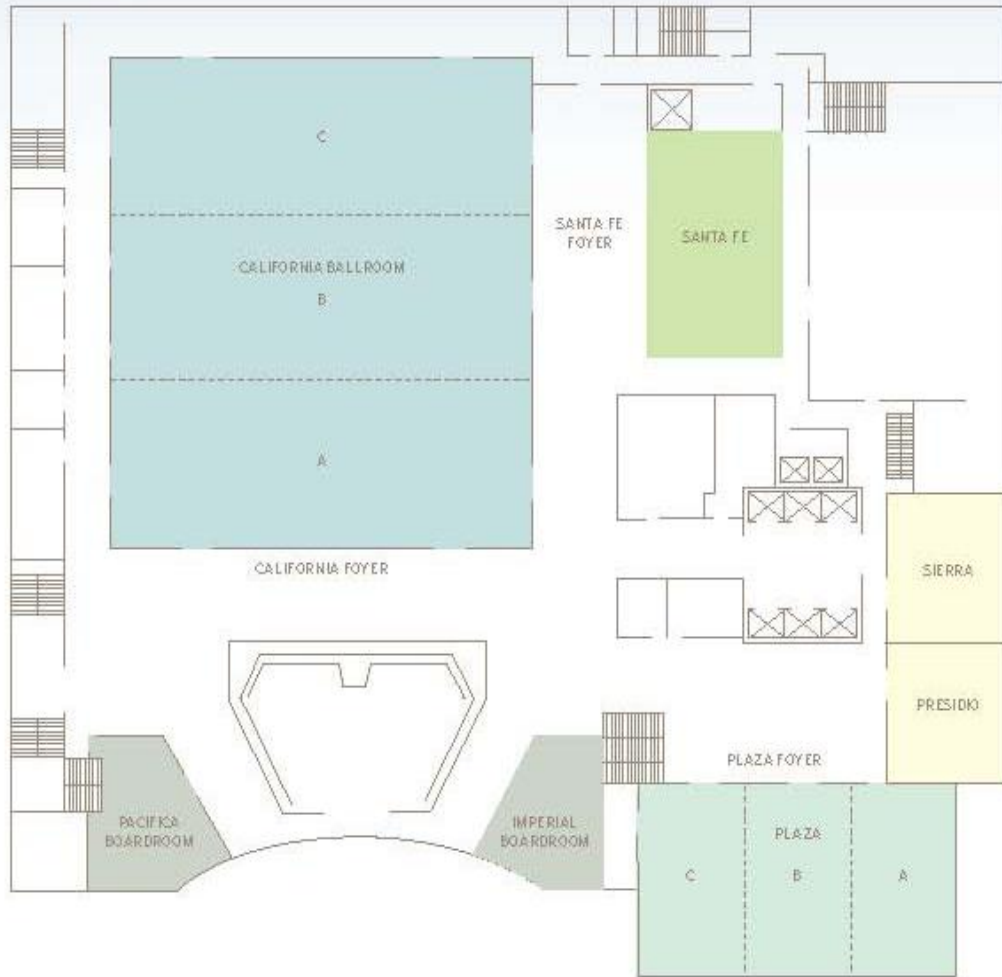 C
SANTA FE
FOYER
SANTA FE
CALIFORNIA BALLROOM
B
A
CALIFORNIA FOYER
SIERRA
PRESIDIO
PLAZA FOYER
PACIFICA
BOARDROOM
IMPERIAL
BOARDROOM
PLAZA
C
B
A